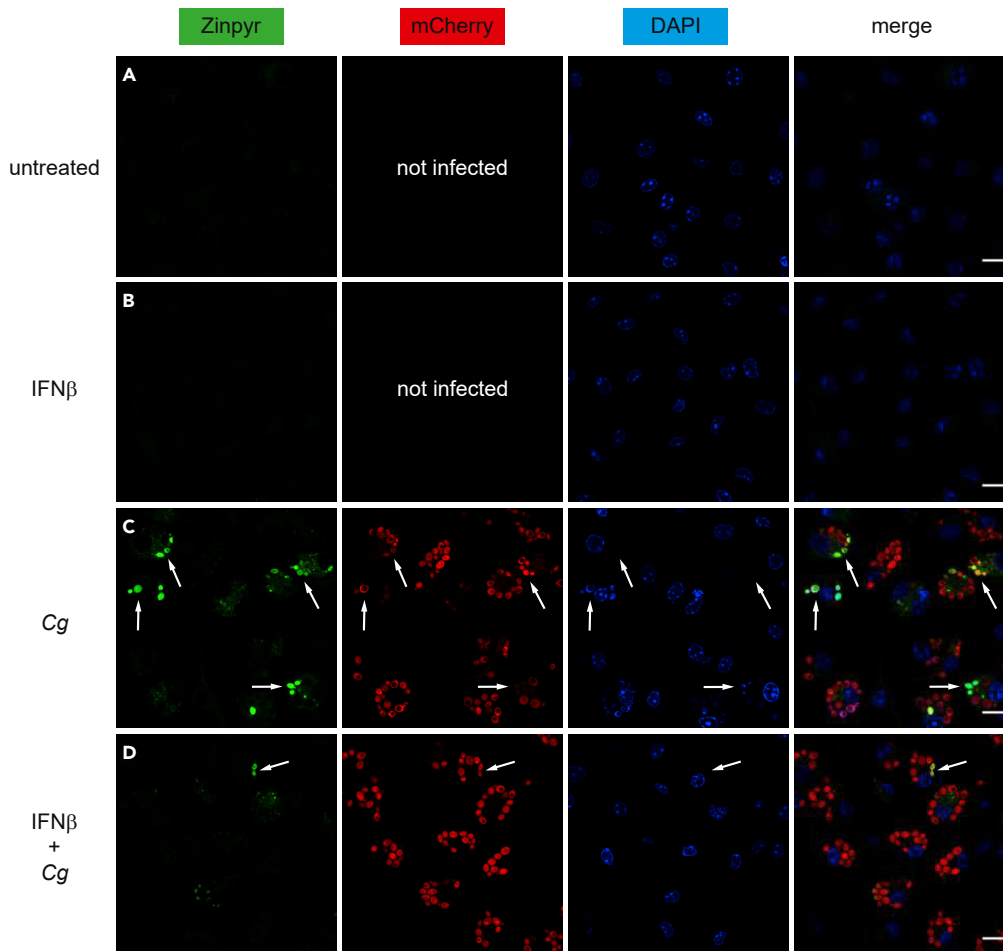 Zinpyr mCherry DAPI merge
A
untreated not infected
B
IFNβ not infected
C
Cg
D
IFNβ
+
Cg